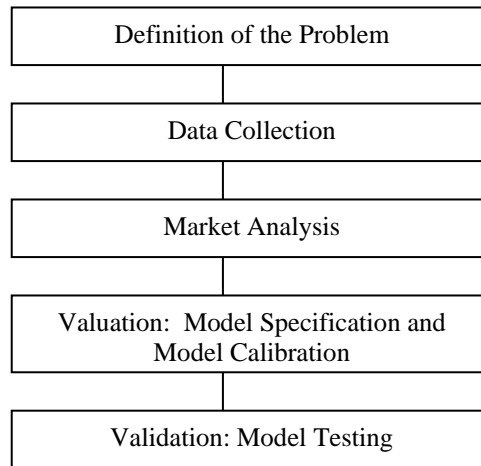 Definition of the Problem
Data Collection
Market Analysis
Valuation: Model Specification and
Model Calibration
Validation: Model Testing